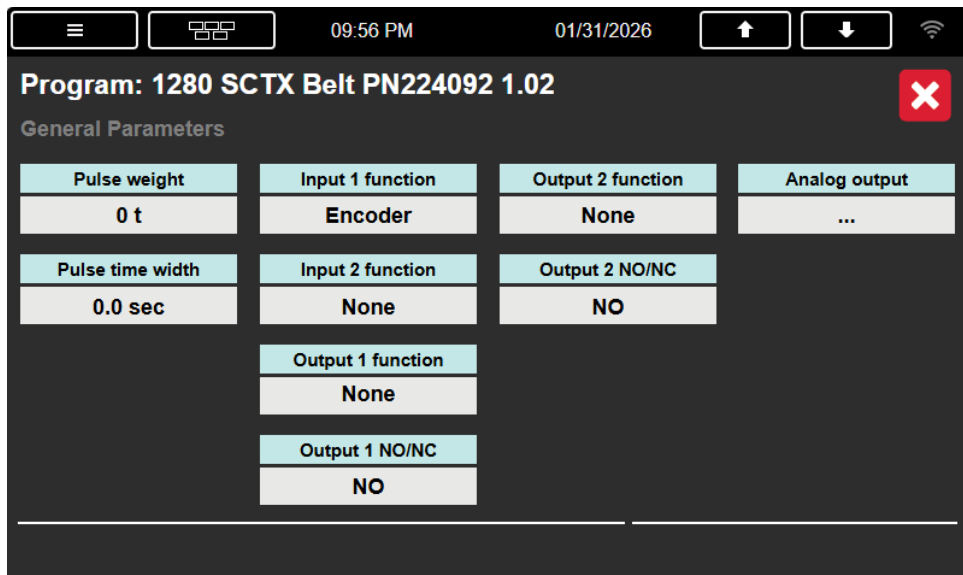 09:56 PM 01/31/2026
Program: 1280 SCTX Belt PN224092 1.02
General Parameters
Pulse weight Input 1 function Output 2 function Analog output
0 t Encoder None ...
Pulse time width Input 2 function Output 2 NO/NC
0.0 sec None NO
Output 1 function
None
Output 1 NO/NC
NO